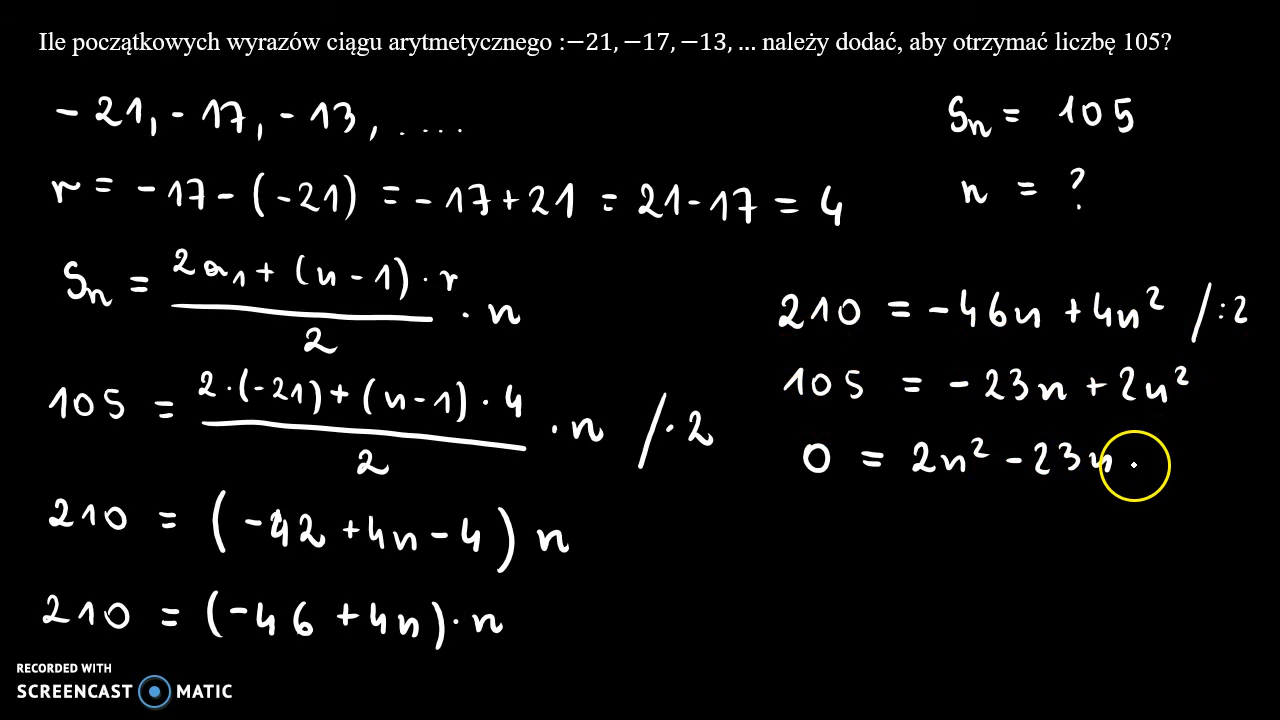 Ile początkowych wyrazów ciągu arytmetycznego :−21, −17, −13, ... należy dodać, aby otrzymać liczbę 105?
- 21, - 17, - 13, ....
r = - 17 - (-21) = - 17 + 21 = 21 - 17 = 4
Sn = (2a₁ + (n - 1) · r)/2 · n
105 = (2 · (-21) + (n - 1) · 4)/2 · n / · 2
210 = (-42 + 4n - 4) n
210 = (-46 + 4n) · n
Sn = 105
n = ?
210 = - 46n + 4n² / : 2
105 = - 23n + 2n²
0 = 2n² - 23n
RECORDED WITH
SCREENCAST MATIC